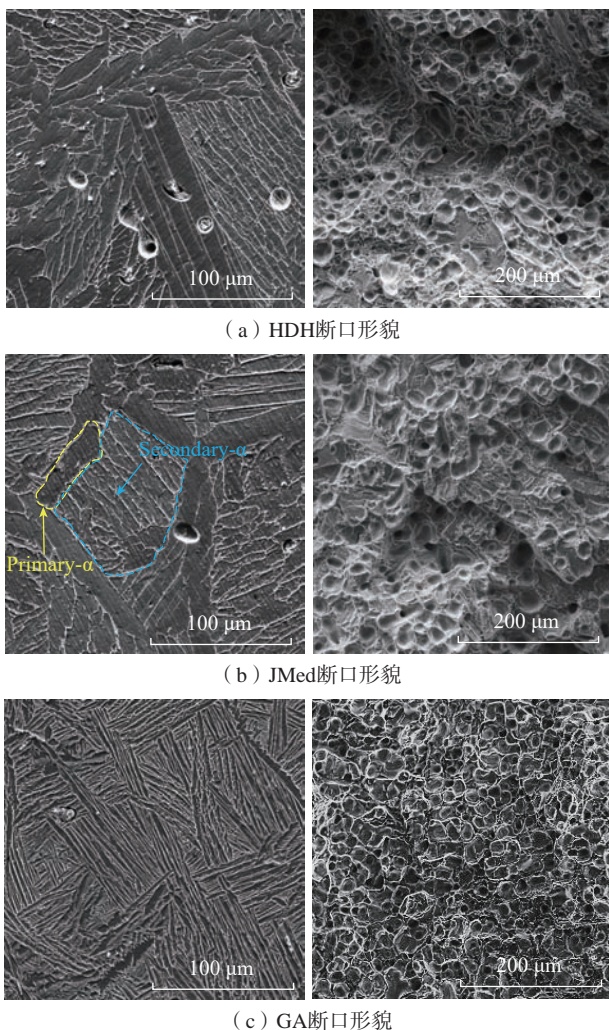 100 μm
200 μm
（a）HDH断口形貌
Secondary-α
Primary-α
100 μm
200 μm
（b）JMed断口形貌
100 μm
200 μm
（c）GA断口形貌